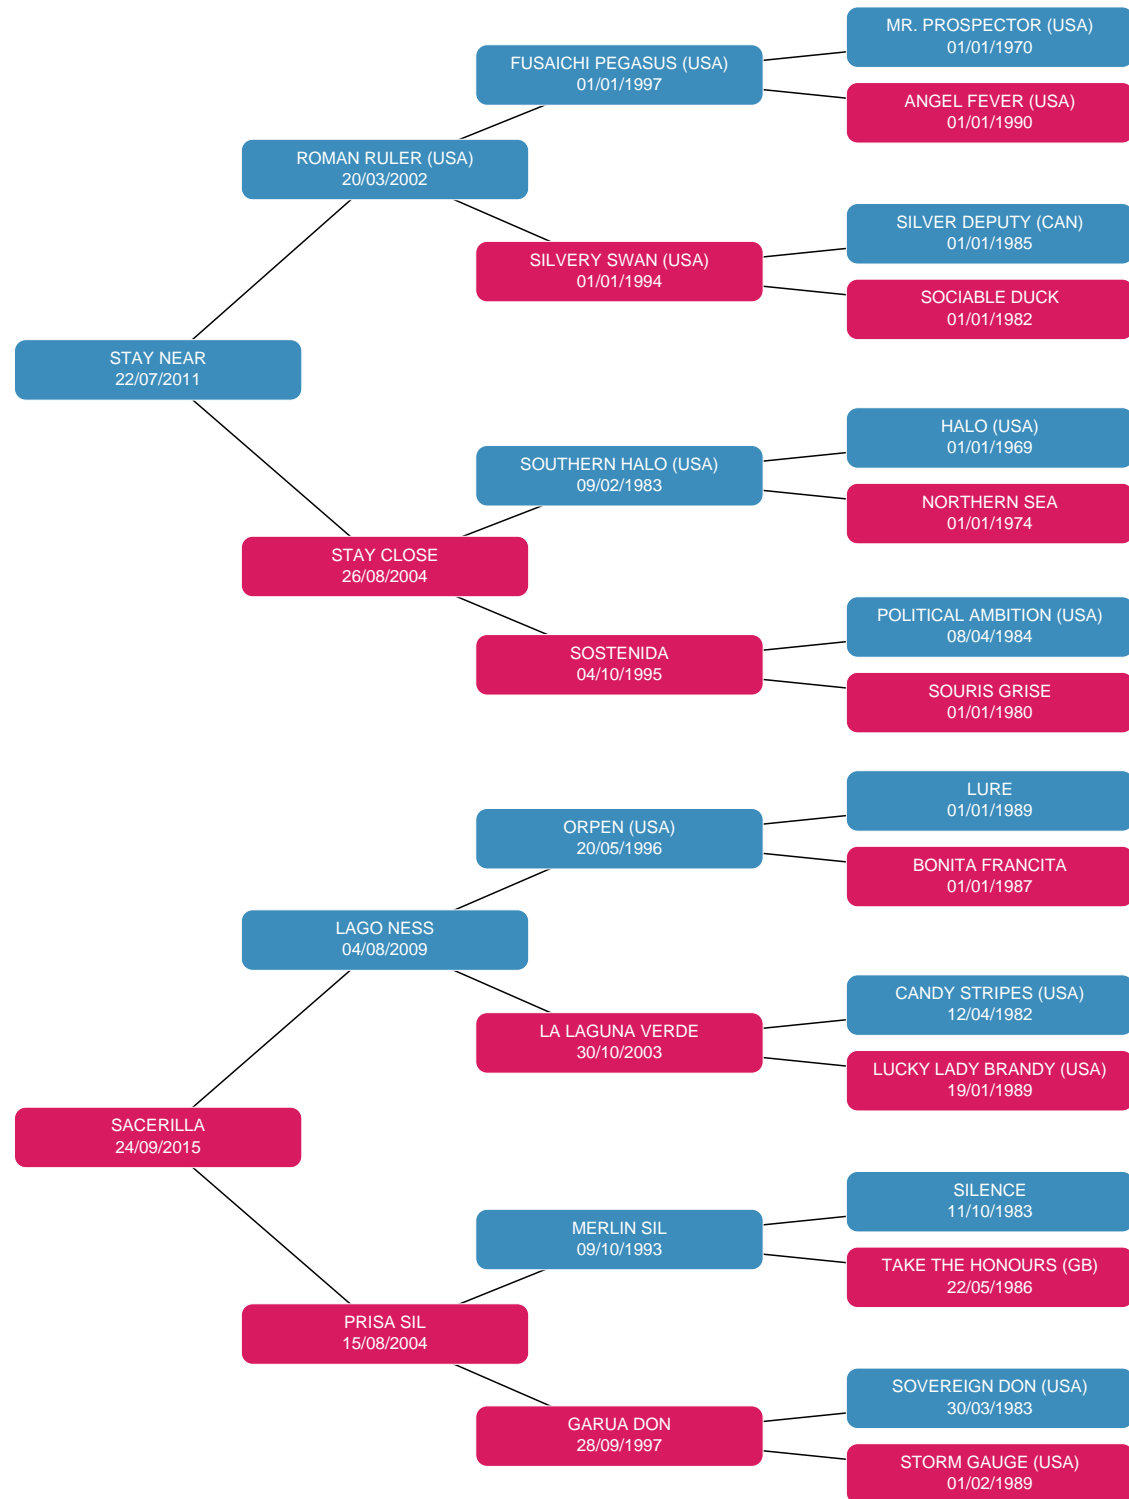 MR. PROSPECTOR (USA)
01/01/1970
FUSAICHI PEGASUS (USA)
01/01/1997
ANGEL FEVER (USA)
01/01/1990
ROMAN RULER (USA)
20/03/2002
SILVER DEPUTY (CAN)
01/01/1985
SILVERY SWAN (USA)
01/01/1994
SOCIABLE DUCK
01/01/1982
STAY NEAR
22/07/2011
HALO (USA)
01/01/1969
SOUTHERN HALO (USA)
09/02/1983
NORTHERN SEA
01/01/1974
STAY CLOSE
26/08/2004
POLITICAL AMBITION (USA)
08/04/1984
SOSTENIDA
04/10/1995
SOURIS GRISE
01/01/1980
LURE
01/01/1989
ORPEN (USA)
20/05/1996
BONITA FRANCITA
01/01/1987
LAGO NESS
04/08/2009
CANDY STRIPES (USA)
12/04/1982
LA LAGUNA VERDE
30/10/2003
LUCKY LADY BRANDY (USA)
19/01/1989
SACERILLA
24/09/2015
SILENCE
11/10/1983
MERLIN SIL
09/10/1993
TAKE THE HONOURS (GB)
22/05/1986
PRISA SIL
15/08/2004
SOVEREIGN DON (USA)
30/03/1983
GARUA DON
28/09/1997
STORM GAUGE (USA)
01/02/1989